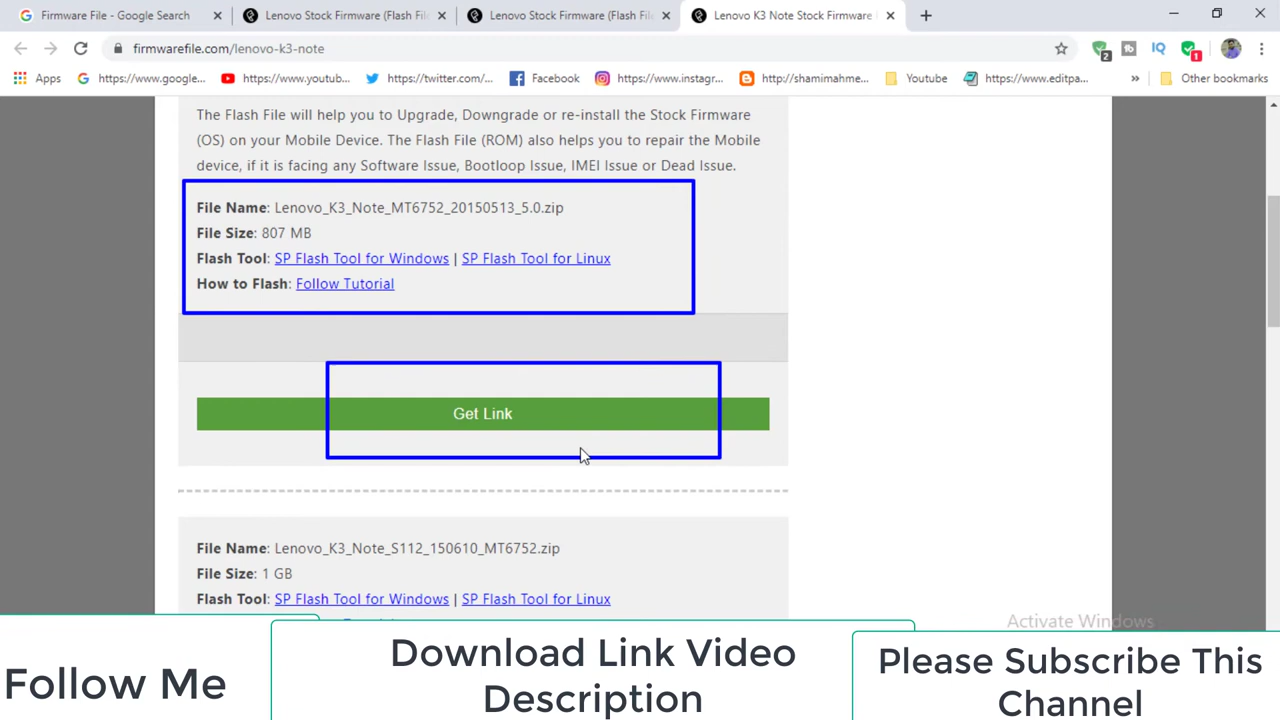 Firmware File - Google Search
Lenovo Stock Firmware (Flash Fil
Lenovo Stock Firmware (Flash Fil
Lenovo K3 Note Stock Firmware
firmwarefile.com/lenovo-k3-note
2
IQ
1
Apps
https://www.google...
https://www.youtub...
https://twitter.com/...
Facebook
https://www.instagr...
http://shamimahme...
Youtube
https://www.editpa...
»
Other bookmarks
The Flash File will help you to Upgrade, Downgrade or re-install the Stock Firmware
(OS) on your Mobile Device. The Flash File (ROM) also helps you to repair the Mobile
device, if it is facing any Software Issue, Bootloop Issue, IMEI Issue or Dead Issue.
File Name: Lenovo_K3_Note_MT6752_20150513_5.0.zip
File Size: 807 MB
Flash Tool: SP Flash Tool for Windows | SP Flash Tool for Linux
How to Flash: Follow Tutorial
Get Link
File Name: Lenovo_K3_Note_S112_150610_MT6752.zip
File Size: 1 GB
Flash Tool: SP Flash Tool for Windows | SP Flash Tool for Linux
Activate Windows
Follow Me
Download Link Video
Description
Please Subscribe This
Channel